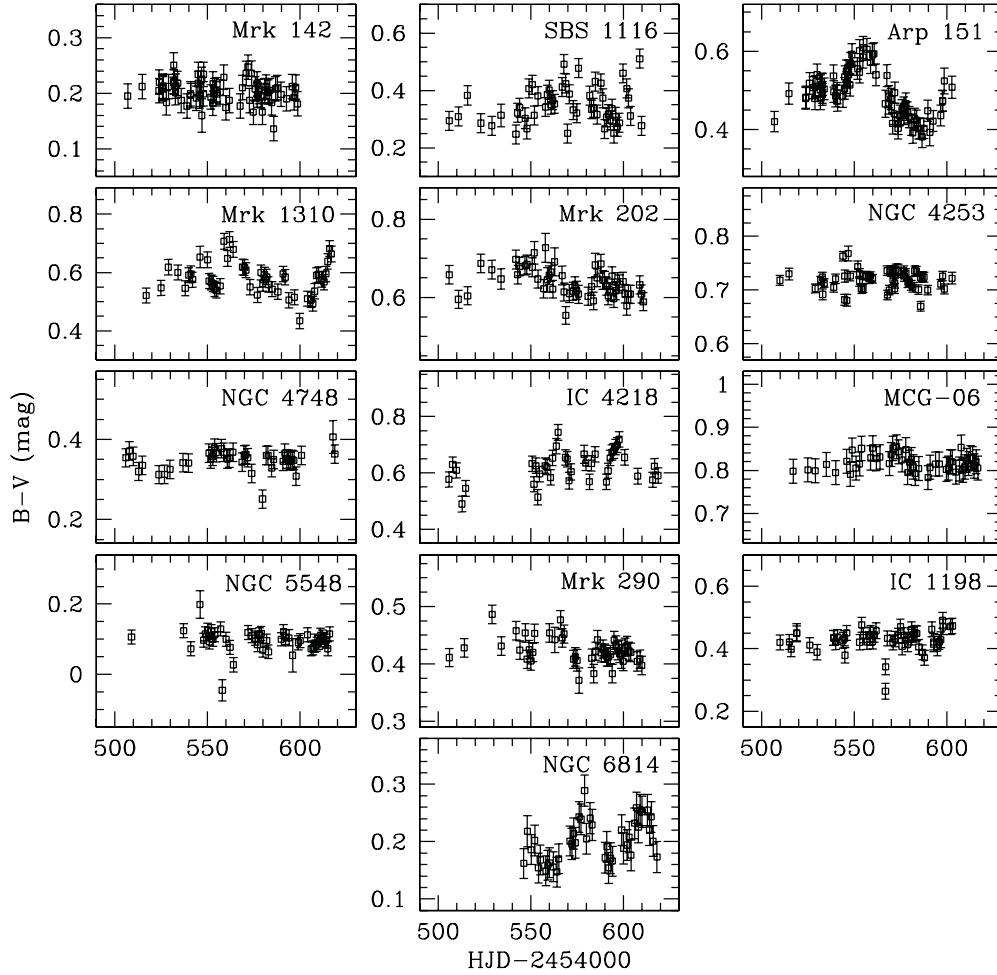 Mrk 142
0.3
0.2
0.1
SBS 1116
0.6
0.4
0.2
Arp 151
0.6
0.4
Mrk 1310
0.8
0.6
0.4
Mrk 202
0.8
0.6
NGC 4253
0.8
0.7
0.6
NGC 4748
0.4
0.2
IC 4218
0.8
0.6
0.4
MCG-06
1
0.9
0.8
0.7
B-V (mag)
NGC 5548
0.2
0
500 550 600
Mrk 290
0.5
0.4
0.3
IC 1198
0.6
0.4
0.2
500 550 600
NGC 6814
0.3
0.2
0.1
500 550 600
HJD-2454000